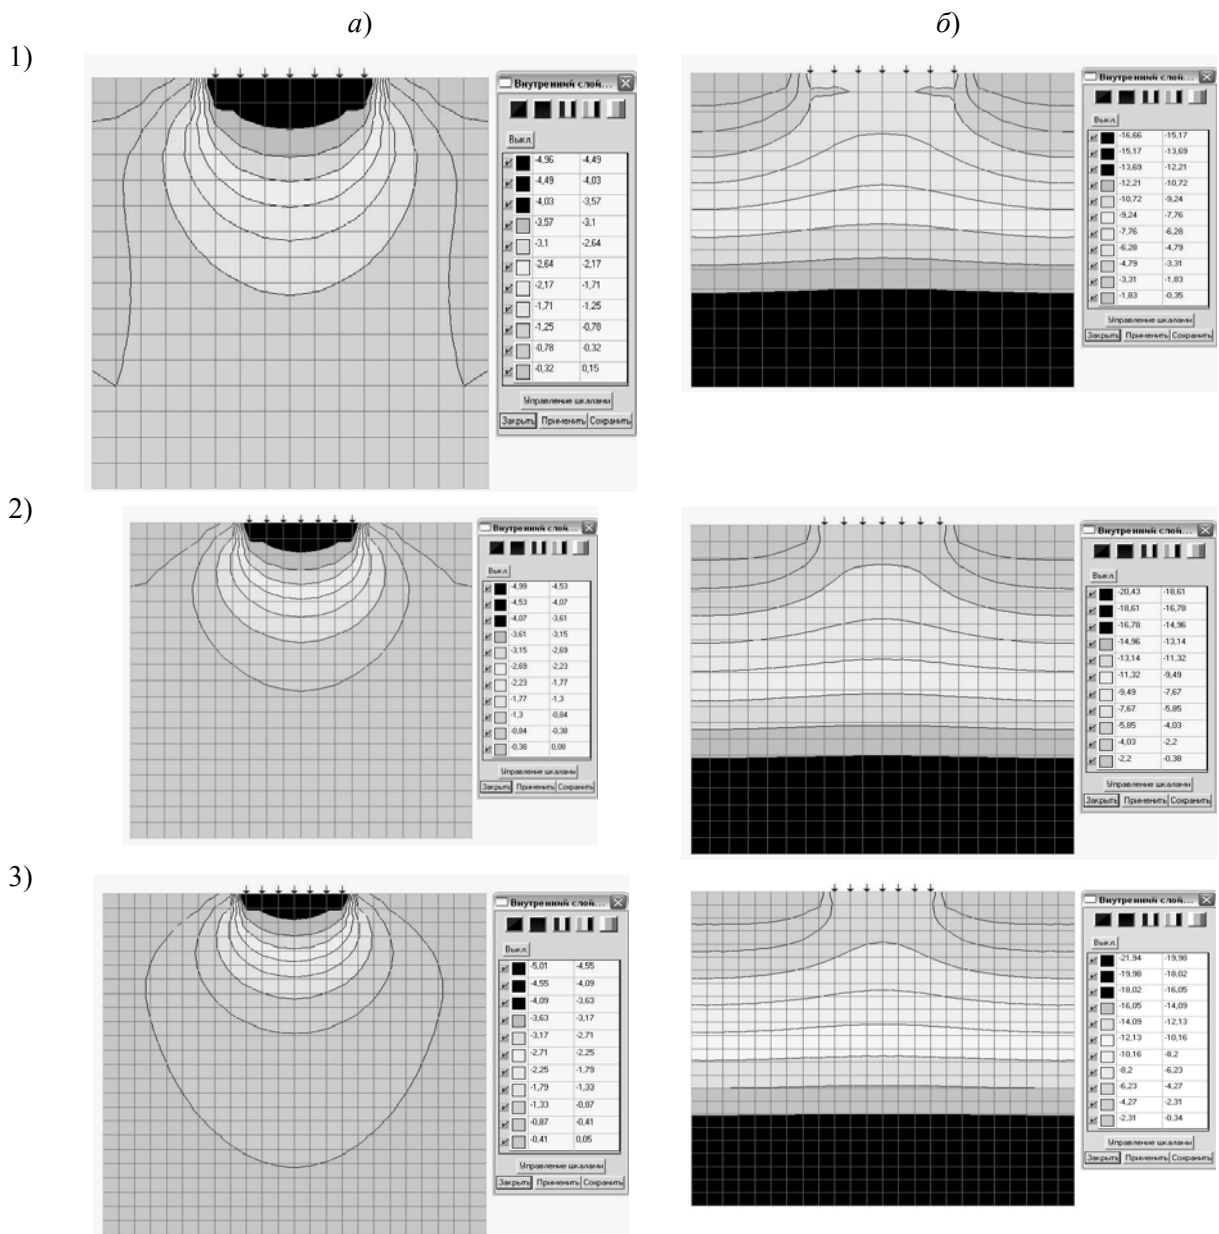 а) б)
1)
Внутренний слой...
Выкл.
-4,96 -4,49
-4,49 -4,03
-4,03 -3,57
-3,57 -3,1
-3,1 -2,64
-2,64 -2,17
-2,17 -1,71
-1,71 -1,25
-1,25 -0,78
-0,78 -0,32
-0,32 0,15
Управление шкалами
Закрыть Применить Сохранить
Внутренний слой...
Выкл.
-16,66 -15,17
-15,17 -13,69
-13,69 -12,21
-12,21 -10,72
-10,72 -9,24
-9,24 -7,76
-7,76 -6,28
-6,28 -4,79
-4,79 -3,31
-3,31 -1,83
-1,83 -0,35
Управление шкалами
Закрыть Применить Сохранить
2)
Внутренний слой...
Выкл.
-4,99 -4,53
-4,53 -4,07
-4,07 -3,61
-3,61 -3,15
-3,15 -2,69
-2,69 -2,23
-2,23 -1,77
-1,77 -1,3
-1,3 -0,84
-0,84 -0,38
-0,38 0,08
Управление шкалами
Закрыть Применить Сохранить
Внутренний слой...
Выкл.
-20,43 -18,61
-18,61 -16,78
-16,78 -14,96
-14,96 -13,14
-13,14 -11,32
-11,32 -9,49
-9,49 -7,67
-7,67 -5,85
-5,85 -4,03
-4,03 -2,2
-2,2 -0,38
Управление шкалами
Закрыть Применить Сохранить
3)
Внутренний слой...
Выкл.
-5,01 -4,55
-4,55 -4,09
-4,09 -3,63
-3,63 -3,17
-3,17 -2,71
-2,71 -2,25
-2,25 -1,79
-1,79 -1,33
-1,33 -0,87
-0,87 -0,41
-0,41 0,05
Управление шкалами
Закрыть Применить Сохранить
Внутренний слой...
Выкл.
-21,94 -19,98
-19,98 -18,02
-18,02 -16,05
-16,05 -14,09
-14,09 -12,13
-12,13 -10,16
-10,16 -8,2
-8,2 -6,23
-6,23 -4,27
-4,27 -2,31
-2,31 -0,34
Управление шкалами
Закрыть Применить Сохранить